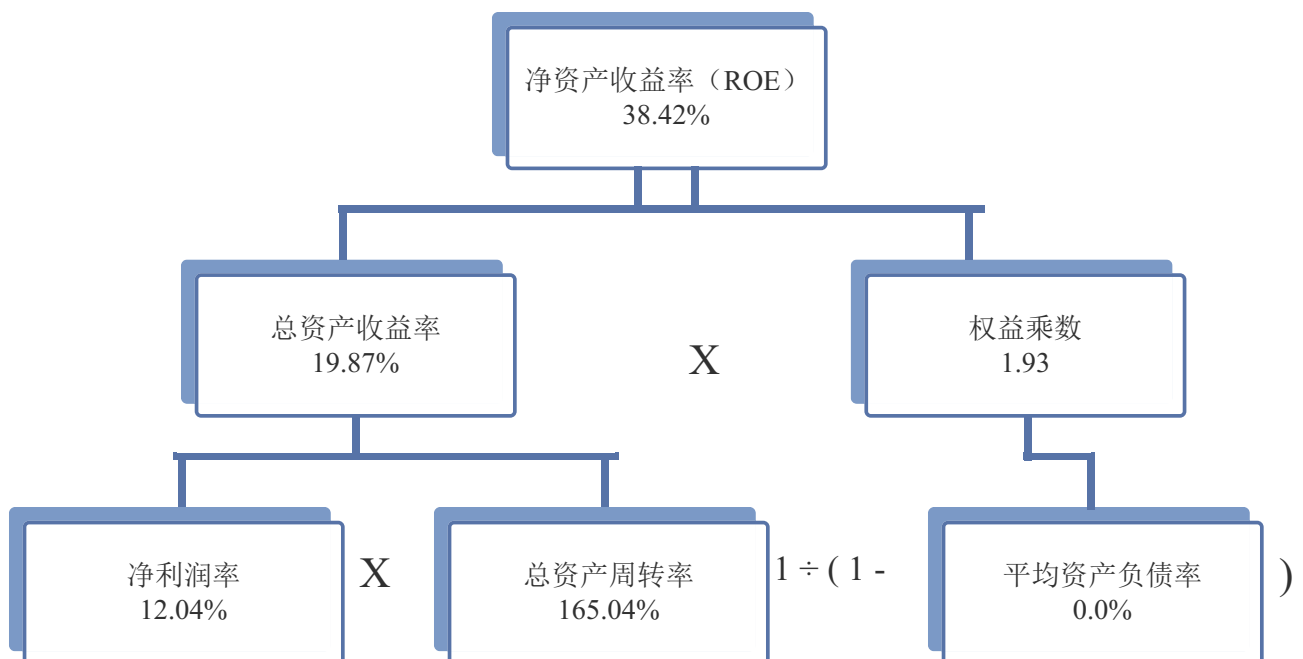 净资产收益率（ROE）
38.42%
总资产收益率
19.87%
X
权益乘数
1.93
净利润率
12.04%
X
总资产周转率
165.04%
1 ÷ ( 1 -
平均资产负债率
0.0%
)